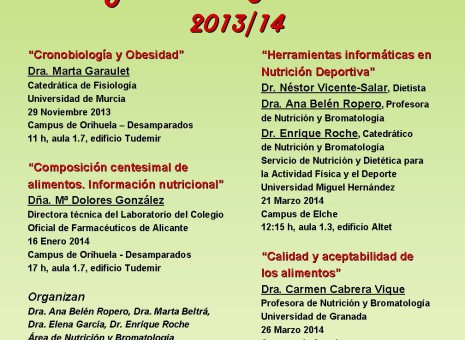 2013/14
“Cronobiología y Obesidad”
Dra. Marta Garaulet
Catedrática de Fisiología
Universidad de Murcia
29 Noviembre 2013
Campus de Orihuela – Desamparados
11 h, aula 1.7, edificio Tudemir
“Composición centesimal de
alimentos. Información nutricional”
Dña. Mª Dolores González
Directora técnica del Laboratorio del Colegio
Oficial de Farmacéuticos de Alicante
16 Enero 2014
Campus de Orihuela - Desamparados
17 h, aula 1.7, edificio Tudemir
Organizan
Dra. Ana Belén Ropero, Dra. Marta Beltrá,
Dra. Elena García, Dr. Enrique Roche
Área de Nutrición y Bromatología
“Herramientas informáticas en
Nutrición Deportiva”
Dr. Néstor Vicente-Salar, Dietista
Dra. Ana Belén Ropero, Profesora
de Nutrición y Bromatología
Dr. Enrique Roche, Catedrático
de Nutrición y Bromatología
Servicio de Nutrición y Dietética para
la Actividad Física y el Deporte
Universidad Miguel Hernández
21 Marzo 2014
Campus de Elche
12:15 h, aula 1.3, edificio Altet
“Calidad y aceptabilidad de
los alimentos”
Dra. Carmen Cabrera Vique
Profesora de Nutrición y Bromatología
Universidad de Granada
26 Marzo 2014